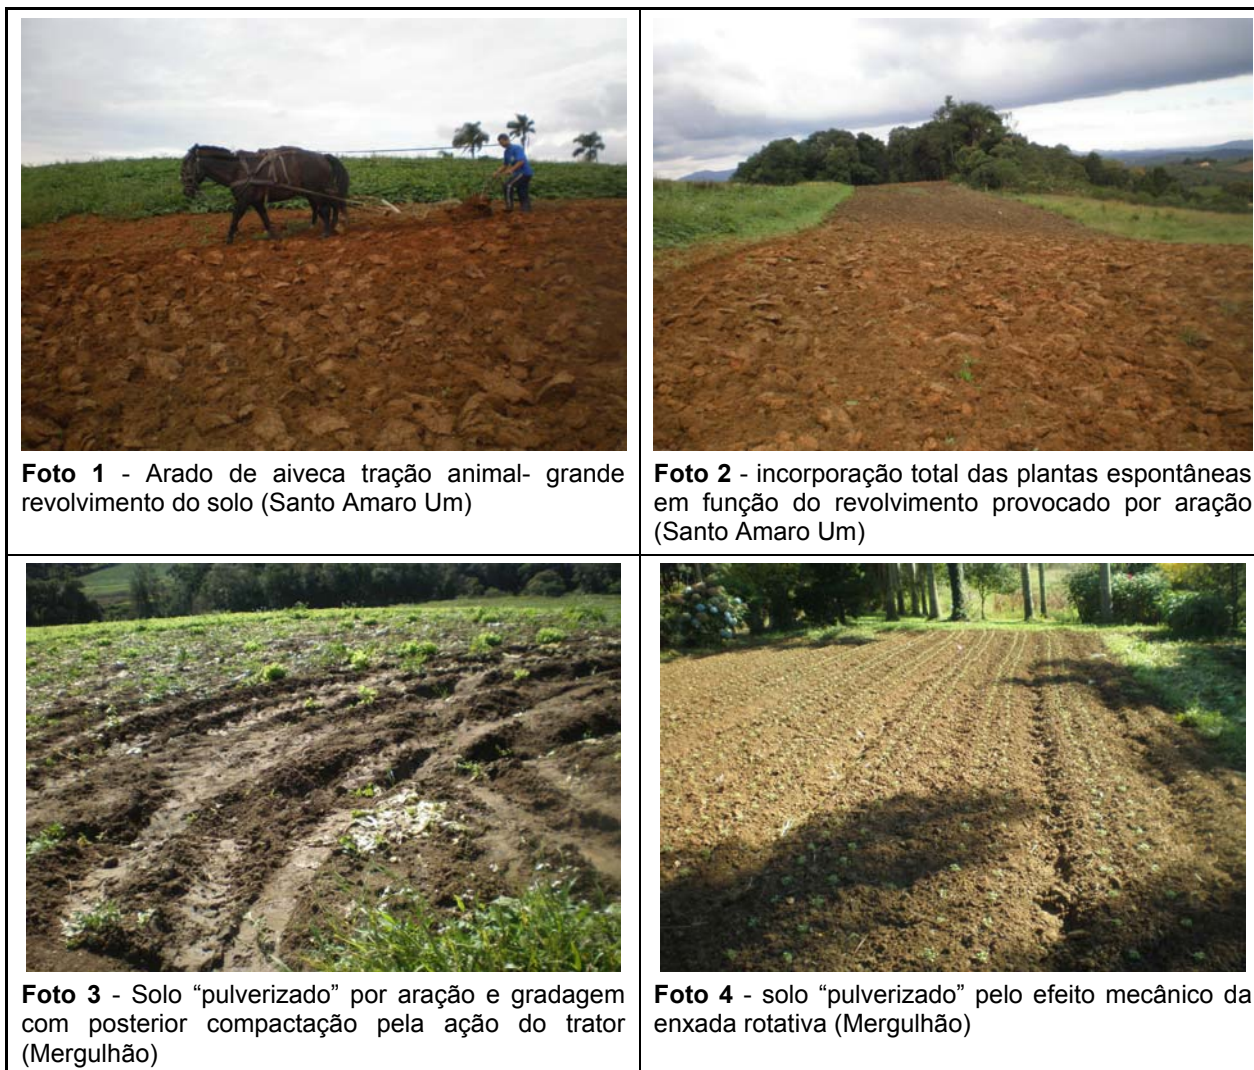 Foto 1 - Arado de aiveca tração animal- grande
revolvimento do solo (Santo Amaro Um)
Foto 2 - incorporação total das plantas espontâneas
em função do revolvimento provocado por aração
(Santo Amaro Um)
Foto 3 - Solo “pulverizado” por aração e gradagem
com posterior compactação pela ação do trator
(Mergulhão)
Foto 4 - solo “pulverizado” pelo efeito mecânico da
enxada rotativa (Mergulhão)